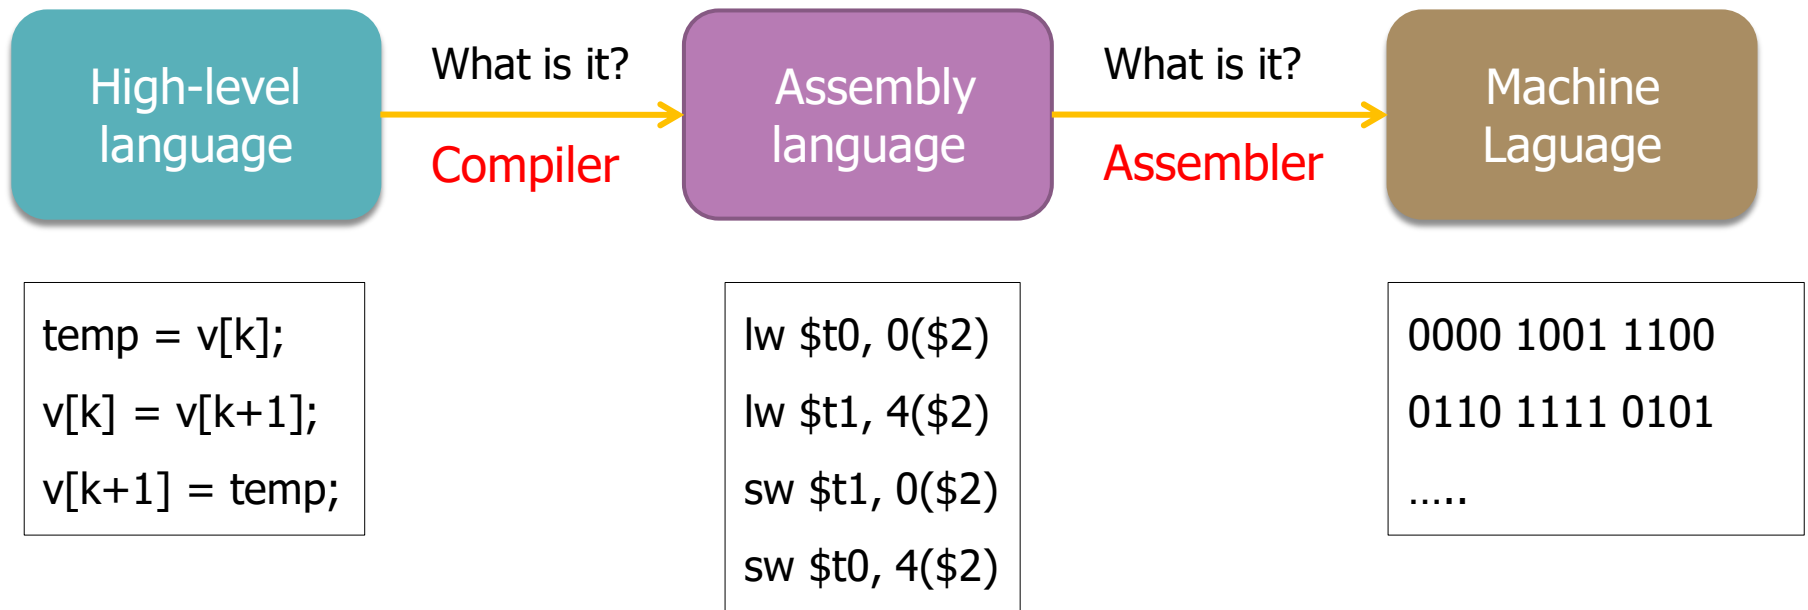 High-level
language
What is it?
Compiler
Assembly
language
What is it?
Assembler
Machine
Laguage
temp = v[k];
v[k] = v[k+1];
v[k+1] = temp;
lw $t0, 0($2)
lw $t1, 4($2)
sw $t1, 0($2)
sw $t0, 4($2)
0000 1001 1100
0110 1111 0101
…..